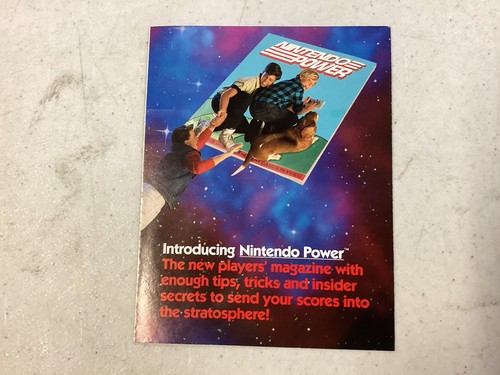 NINTENDO
POWER
Introducing Nintendo Power™
The new players' magazine with
enough tips, tricks and insider
secrets to send your scores into
the stratosphere!